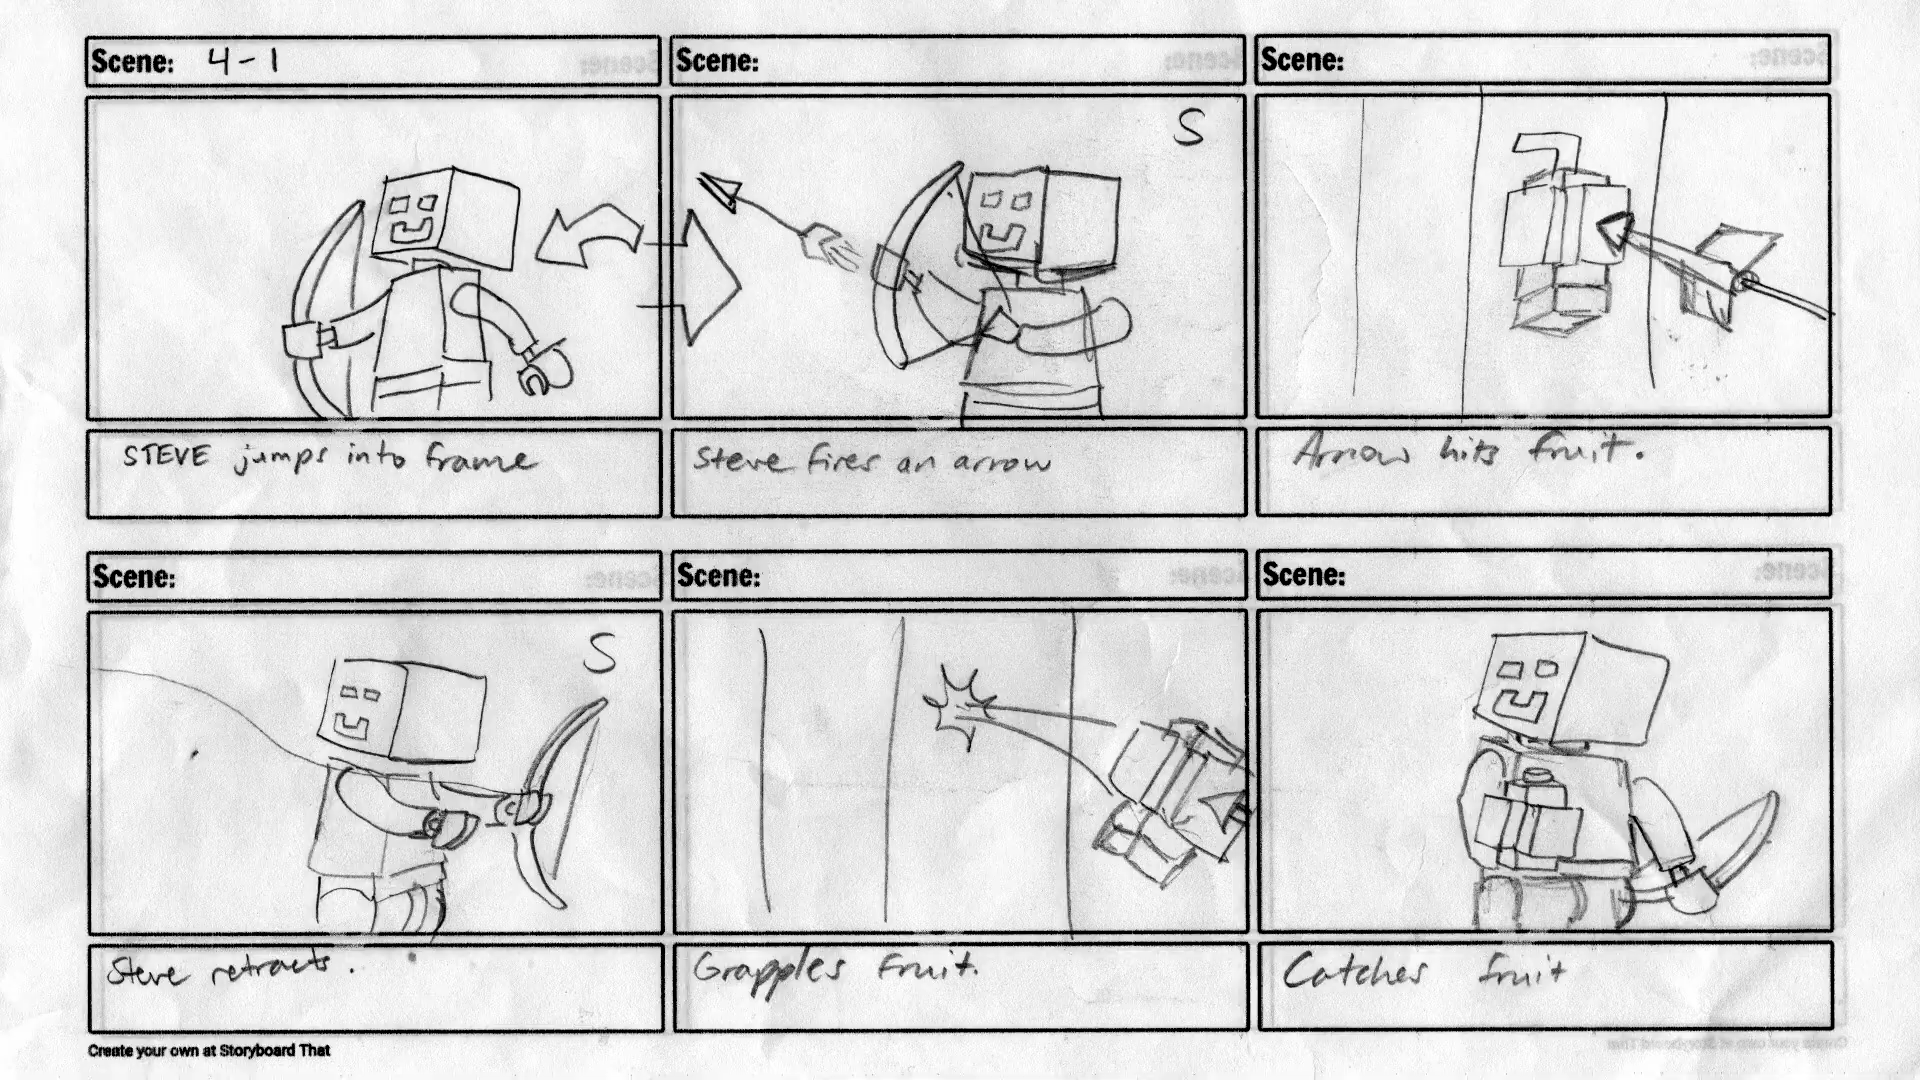 Scene: 4-1
Scene:
Scene:
S
STEVE jumps into frame
Steve fires an arrow
Arrow hits fruit.
Scene:
Scene:
Scene:
S
Steve retracts.
Grapples fruit.
Catches fruit
Create your own at Storyboard That